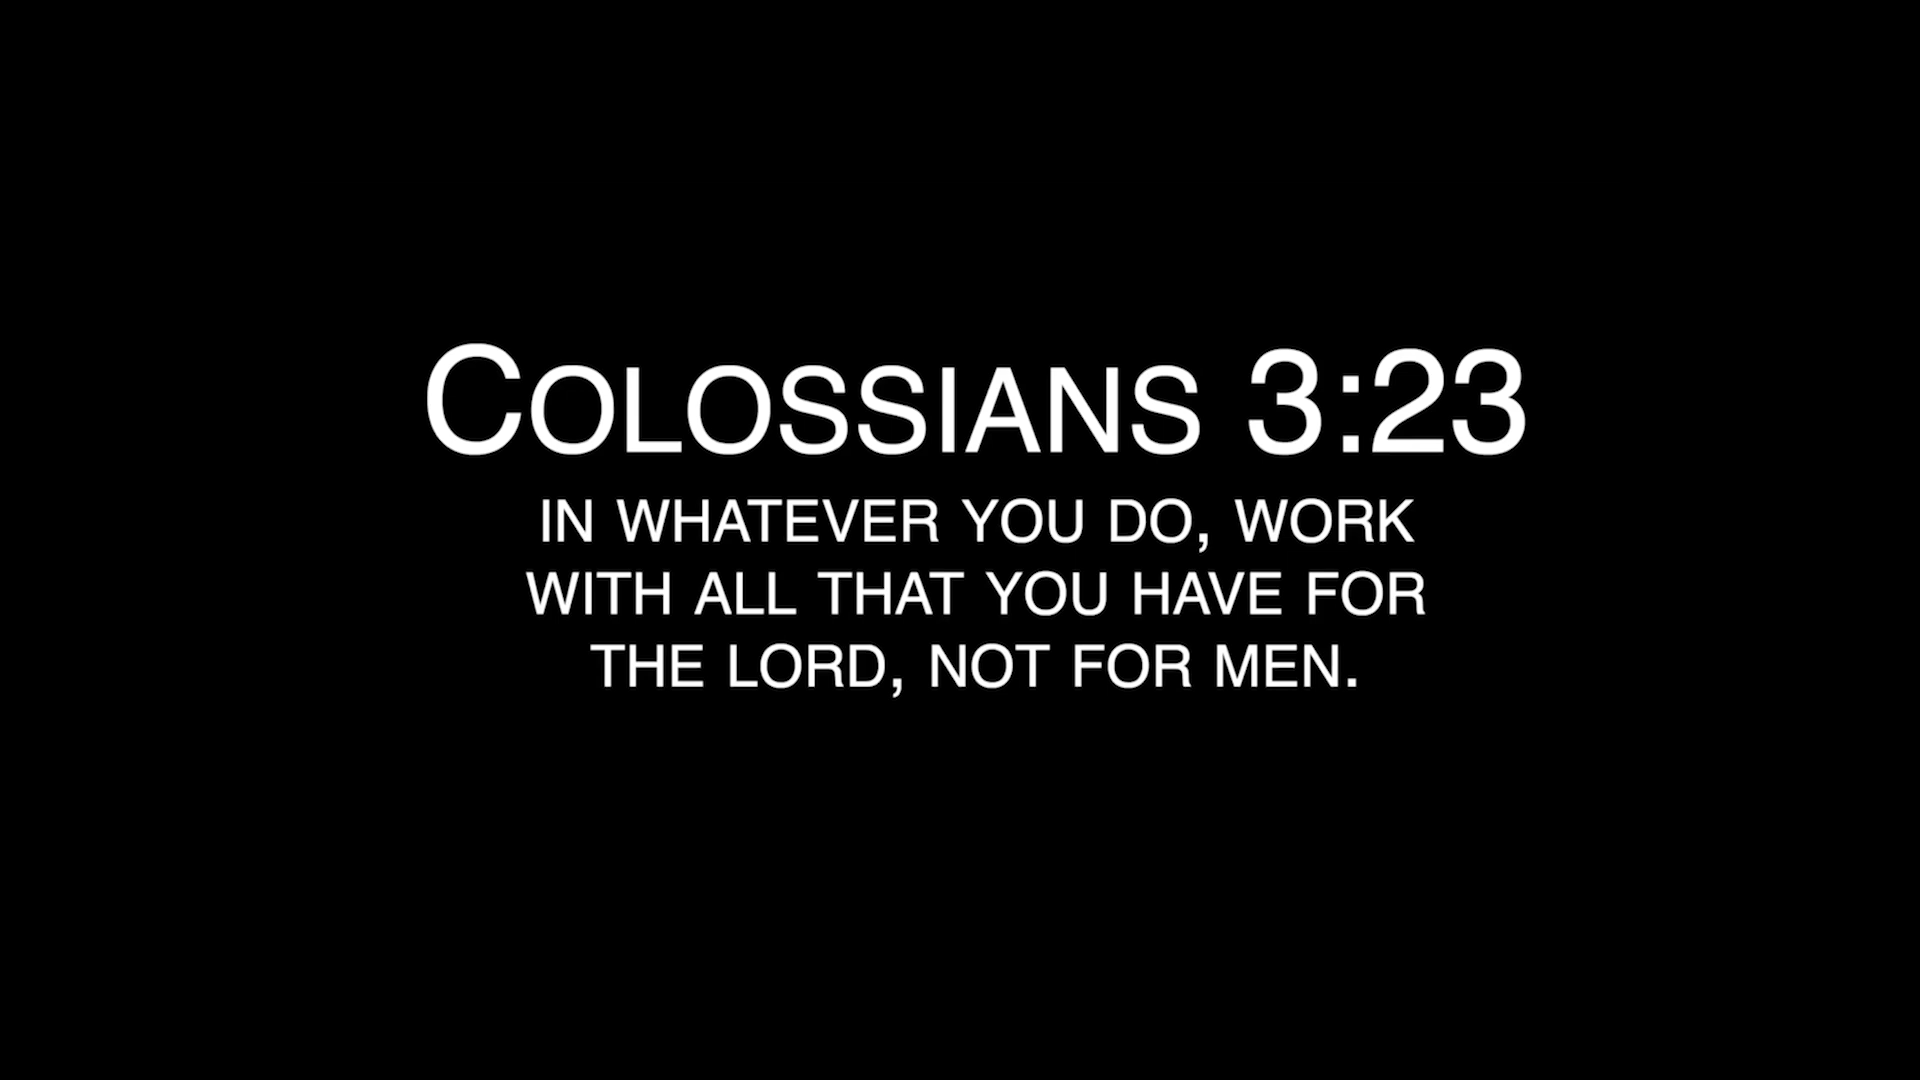 COLOSSIANS 3:23
IN WHATEVER YOU DO, WORK
WITH ALL THAT YOU HAVE FOR
THE LORD, NOT FOR MEN.